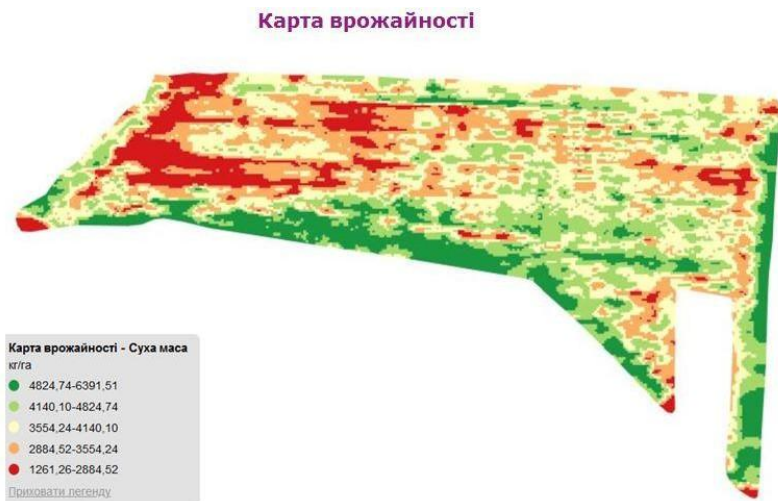 Карта врожайності
Карта врожайності - Суха маса
кг/га
4824,74-6391,51
4140,10-4824,74
3554,24-4140,10
2884,52-3554,24
1261,26-2884,52
Приховати легенду